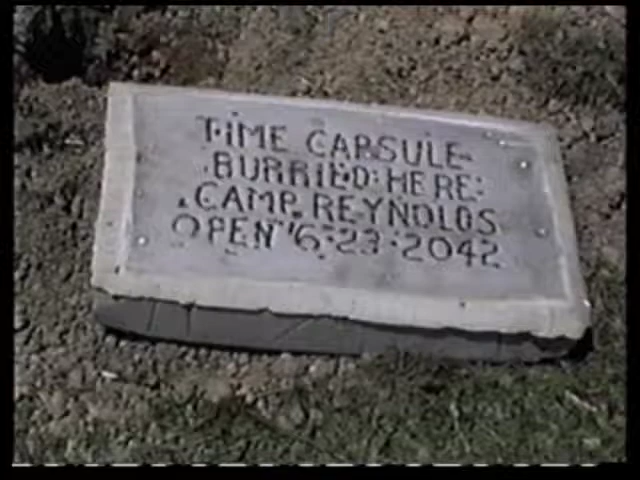 TIME CAPSULE
BURRIED HERE:
CAMP REYNOLDS
OPEN 6·23·2042